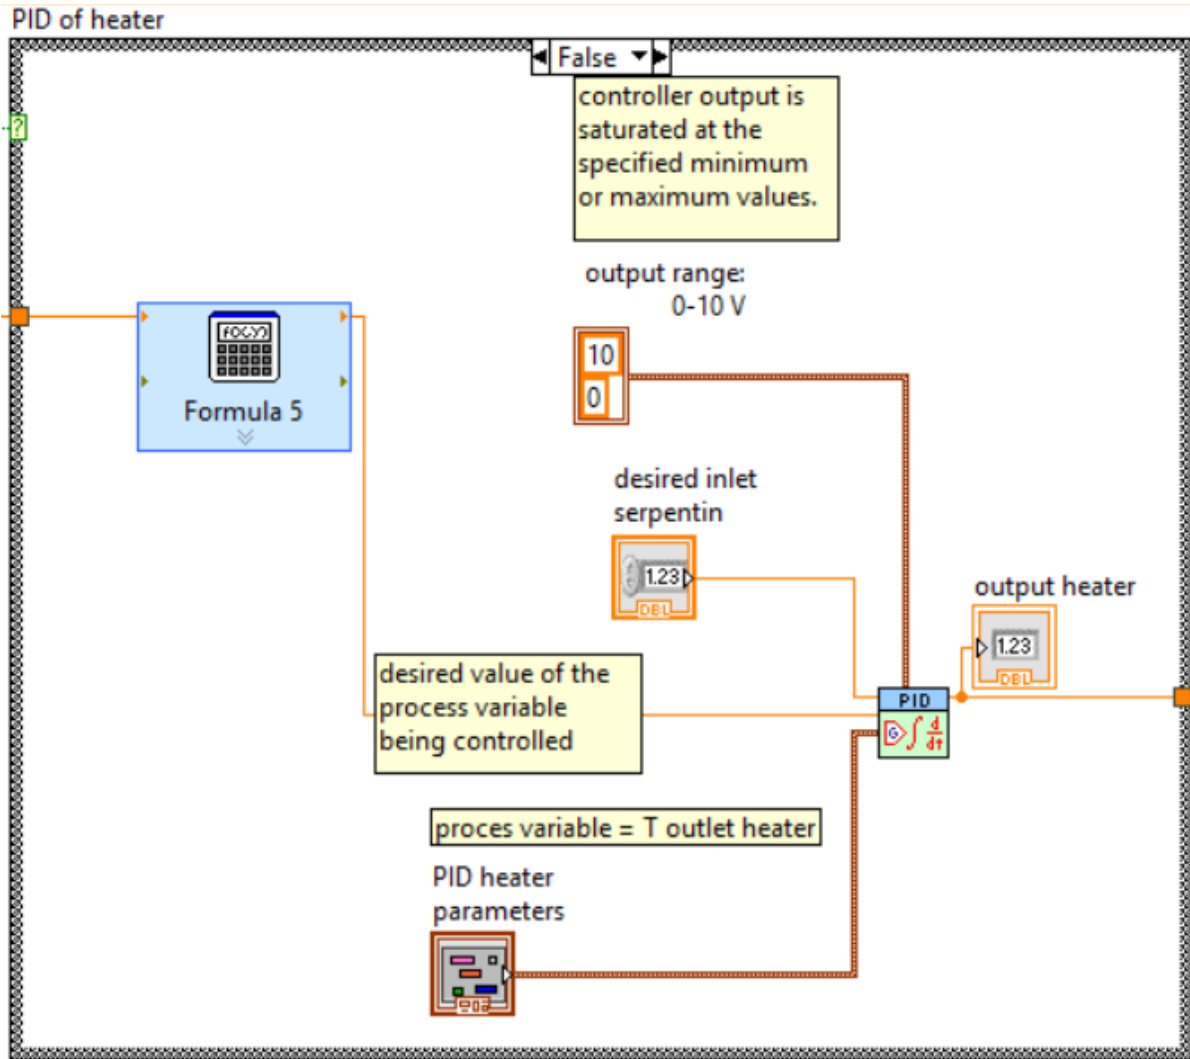 PID of heater
False
controller output is
saturated at the
specified minimum
or maximum values.
?
output range:
0-10 V
10
0
Formula 5
desired inlet
serpentin
1.23
DBL
output heater
1.23
DBL
desired value of the
process variable
being controlled
PID
G ∫ d/dt
proces variable = T outlet heater
PID heater
parameters